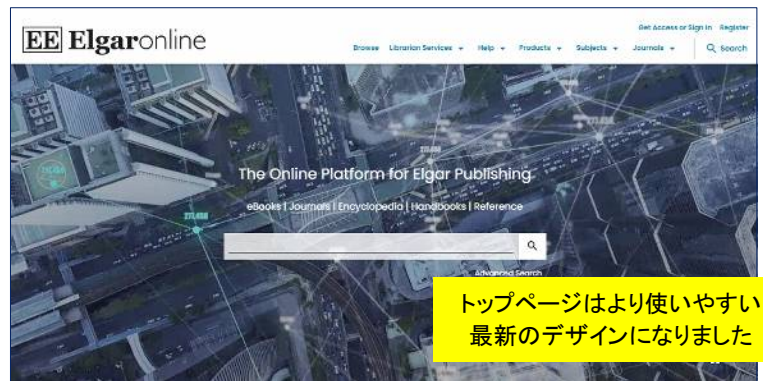 EE Elgaronline
Get Access or Sign In Register
Browse Librarian Services Help Products Subjects Journals Search
The Online Platform for Elgar Publishing
eBooks | Journals | Encyclopedia | Handbooks | Reference
Advanced Search
トップページはより使いやすい
最新のデザインになりました